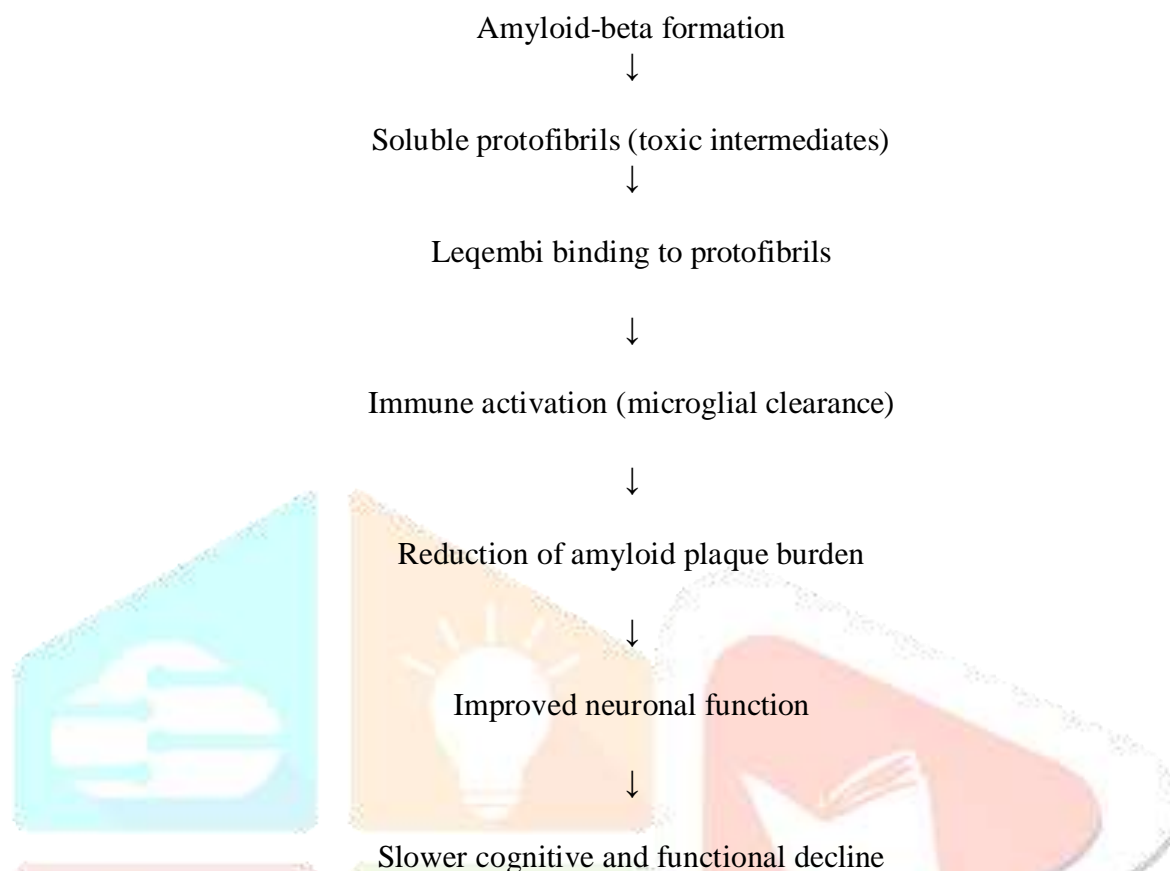 Amyloid-beta formation
↓
Soluble protofibrils (toxic intermediates)
↓
Leqembi binding to protofibrils
↓
Immune activation (microglial clearance)
↓
Reduction of amyloid plaque burden
↓
Improved neuronal function
↓
Slower cognitive and functional decline